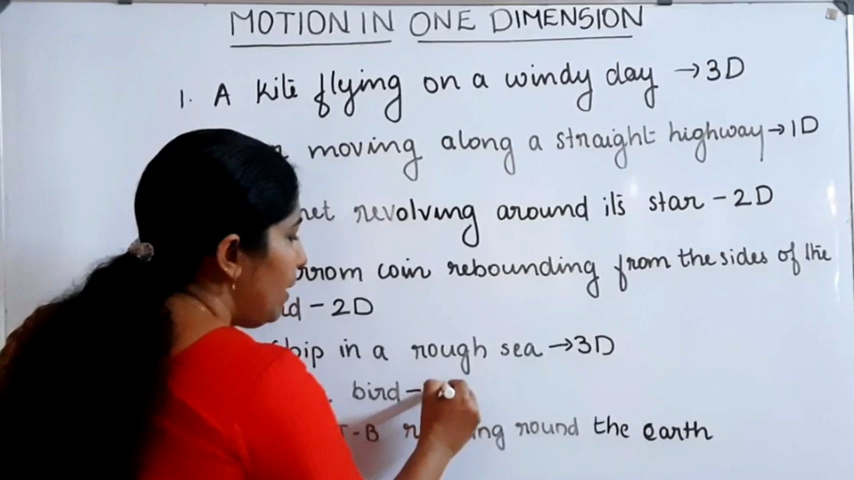 MOTION IN ONE DIMENSION
1. A kite flying on a windy day → 3D
moving along a straight highway → 1D
revolving around its star - 2D
coin rebounding from the sides of the
- 2D
in a rough sea → 3D
bird -
round the earth